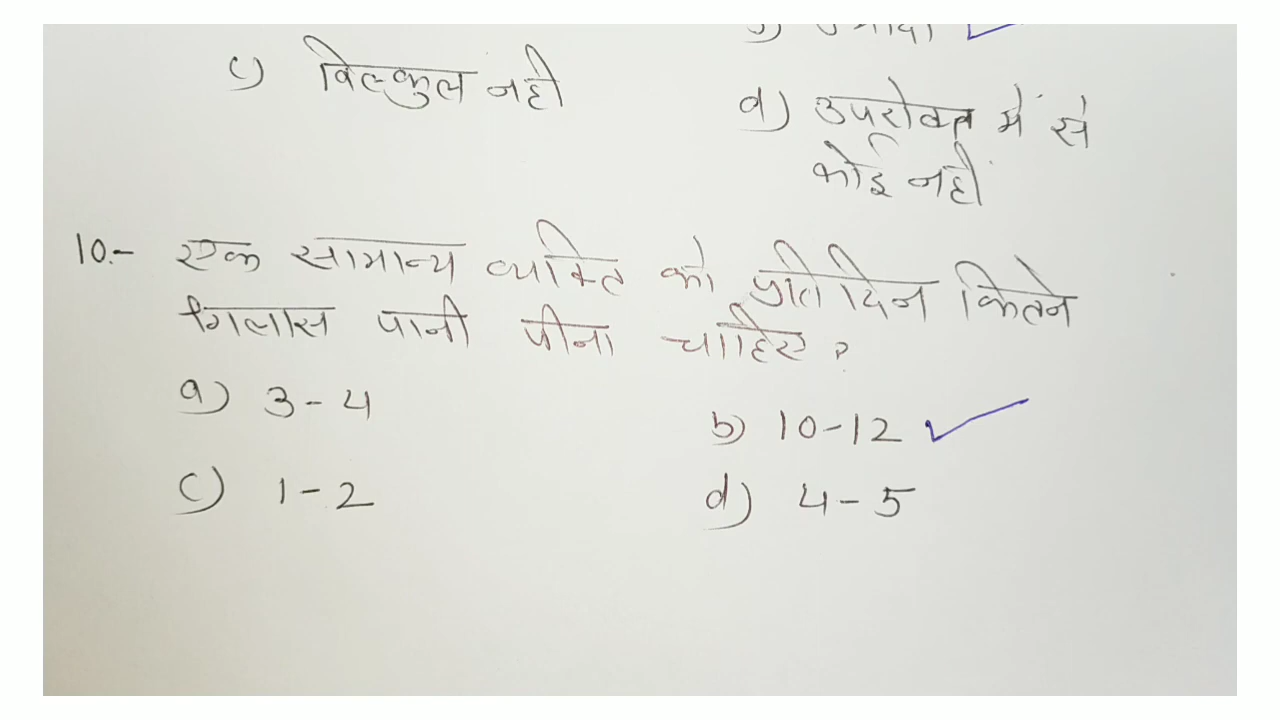 c) विल्कुल नही
d) उपरोक्त में से
कोई नहीं
10.- एक सामान्य व्यक्ति को प्रति दिन कितने
गिलास पानी पीना चाहिए ?
a) 3-4
b) 10-12 ✓
c) 1-2
d) 4-5